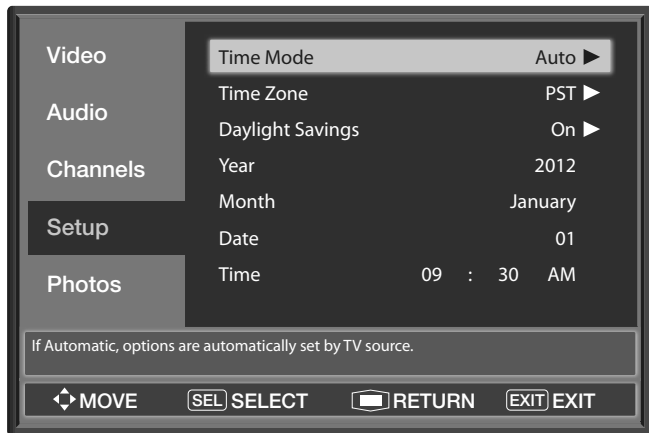 Video
Audio
Channels
Setup
Photos
Time Mode Auto
Time Zone PST
Daylight Savings On
Year 2012
Month January
Date 01
Time 09 : 30 AM
If Automatic, options are automatically set by TV source.
MOVE SEL SELECT RETURN EXIT EXIT